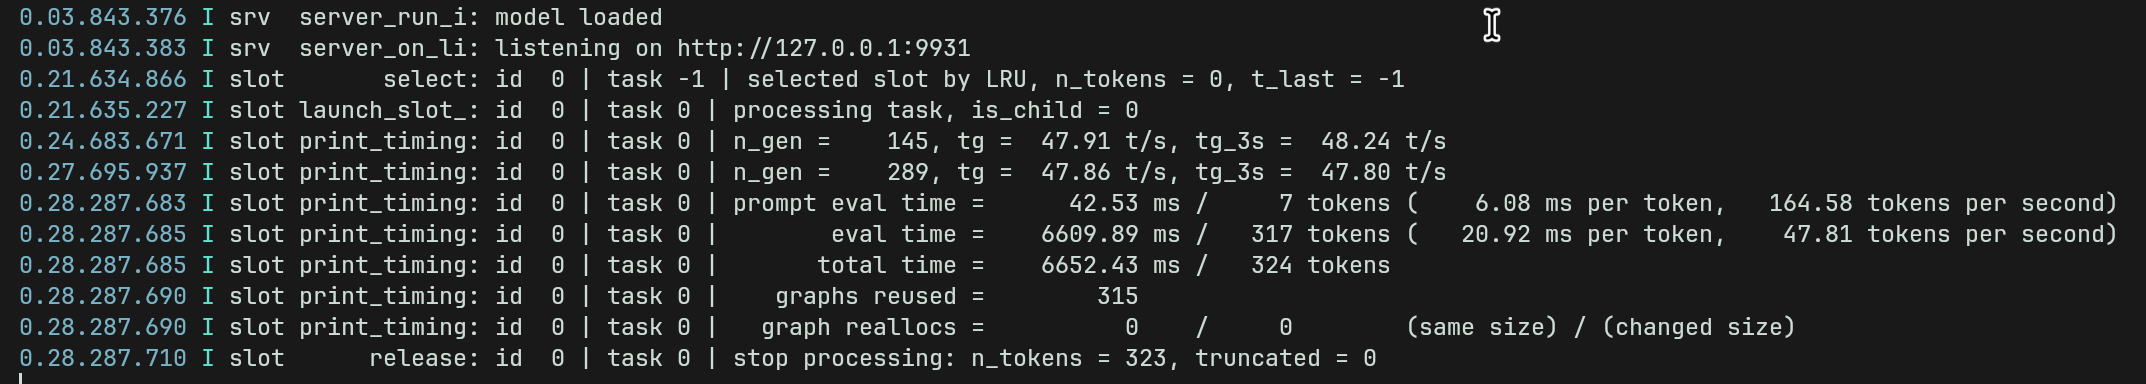 0.03.843.376 I srv  server_run_i: model loaded
0.03.843.383 I srv  server_on_li: listening on http://127.0.0.1:9931
0.21.634.866 I slot       select: id  0 | task -1 | selected slot by LRU, n_tokens = 0, t_last = -1
0.21.635.227 I slot launch_slot_: id  0 | task 0 | processing task, is_child = 0
0.24.683.671 I slot print_timing: id  0 | task 0 | n_gen =    145, tg =  47.91 t/s, tg_3s =  48.24 t/s
0.27.695.937 I slot print_timing: id  0 | task 0 | n_gen =    289, tg =  47.86 t/s, tg_3s =  47.80 t/s
0.28.287.683 I slot print_timing: id  0 | task 0 | prompt eval time =      42.53 ms /     7 tokens (    6.08 ms per token,   164.58 tokens per second)
0.28.287.685 I slot print_timing: id  0 | task 0 |        eval time =    6609.89 ms /   317 tokens (   20.92 ms per token,    47.81 tokens per second)
0.28.287.685 I slot print_timing: id  0 | task 0 |       total time =    6652.43 ms /   324 tokens
0.28.287.690 I slot print_timing: id  0 | task 0 |    graphs reused =        315
0.28.287.690 I slot print_timing: id  0 | task 0 |   graph reallocs =          0    /     0        (same size) / (changed size)
0.28.287.710 I slot      release: id  0 | task 0 | stop processing: n_tokens = 323, truncated = 0